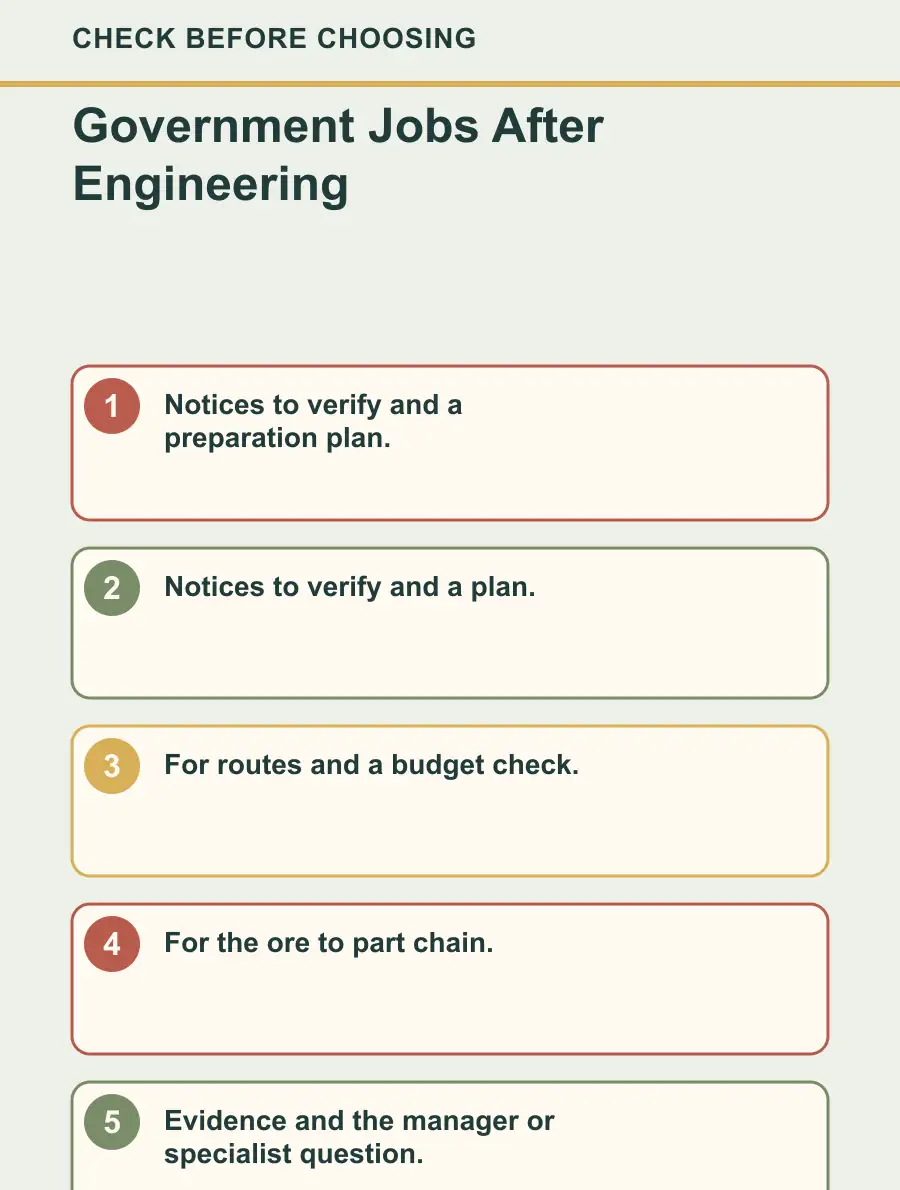 CHECK BEFORE CHOOSING
Government Jobs After
Engineering
1
Notices to verify and a
preparation plan.
2
Notices to verify and a plan.
3
For routes and a budget check.
4
For the ore to part chain.
5
Evidence and the manager or
specialist question.